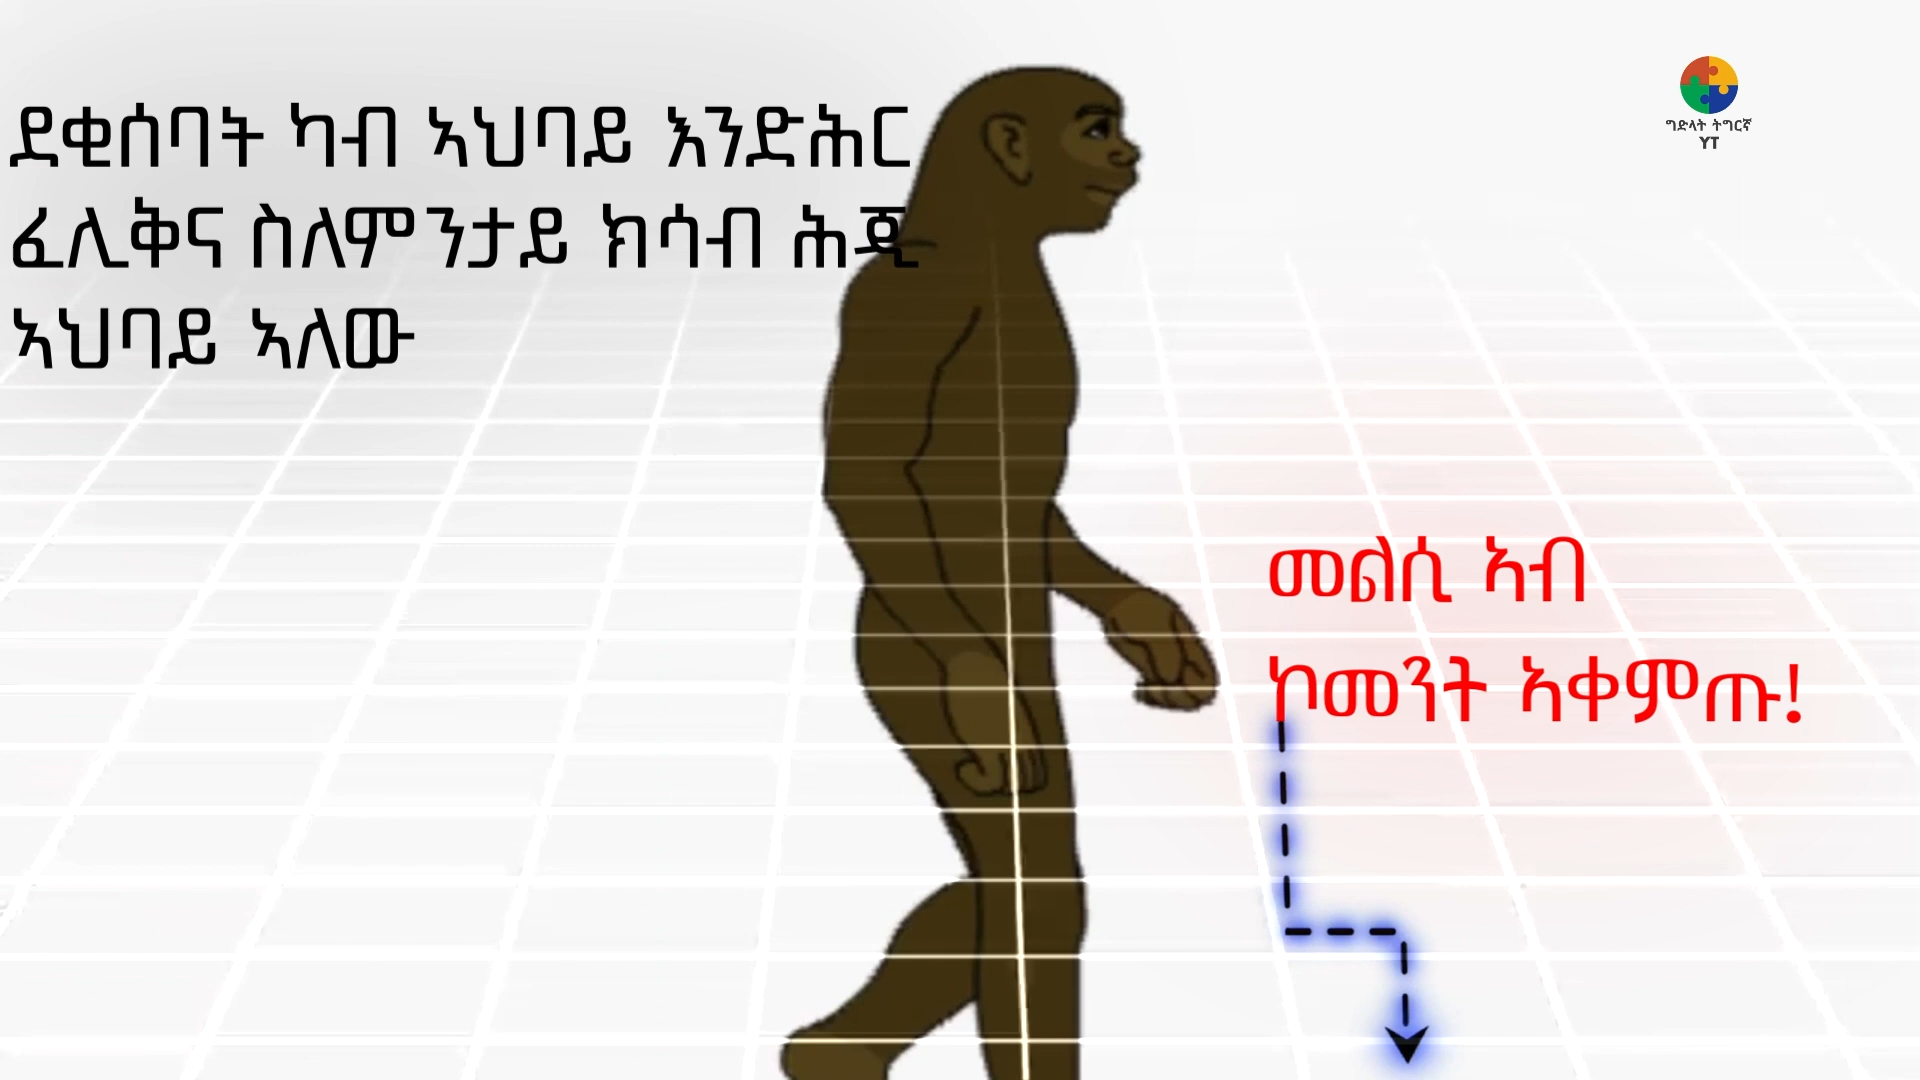 ደቂሰባት ካብ ኣህባይ እንድሕር
ፈሊቅና ስለምንታይ ክሳብ ሕጂ
ኣህባይ ኣለው
ግድላት ትግርኛ
YT
መልሲ ኣብ
ኮመንት ኣቀምጡ!